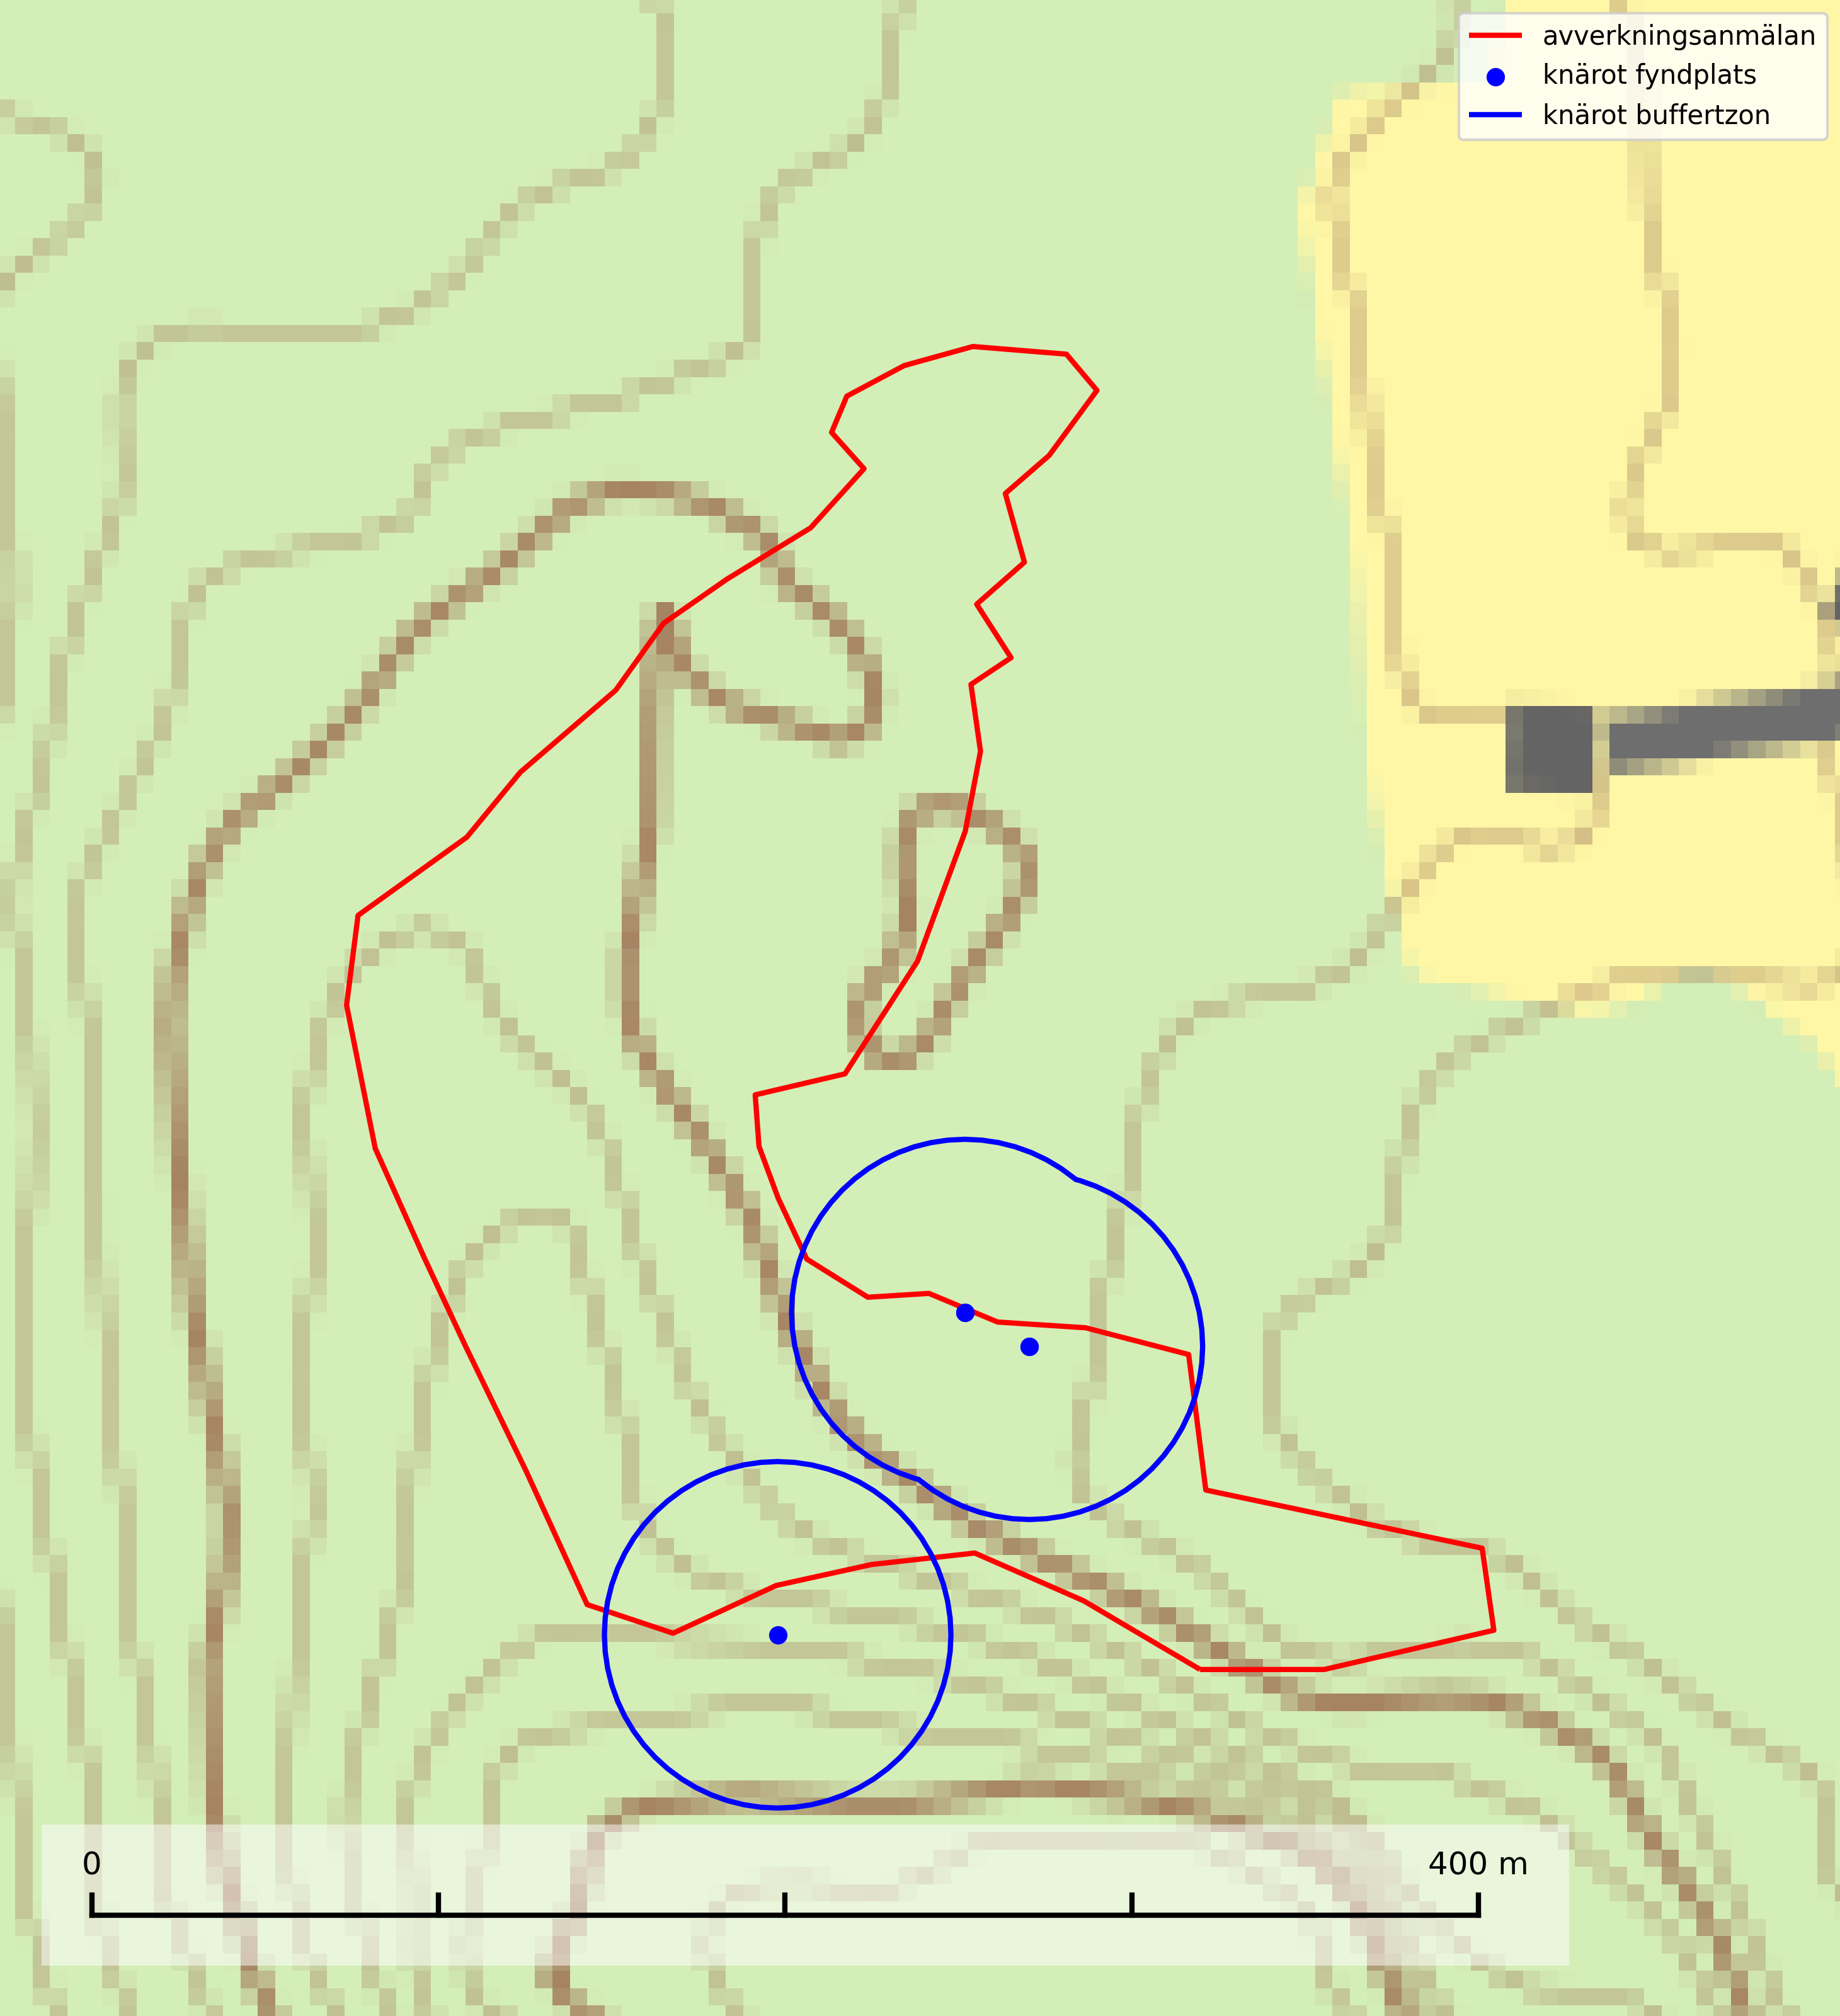 avverkningsanmälan
knärot fyndplats
knärot buffertzon
0 400 m